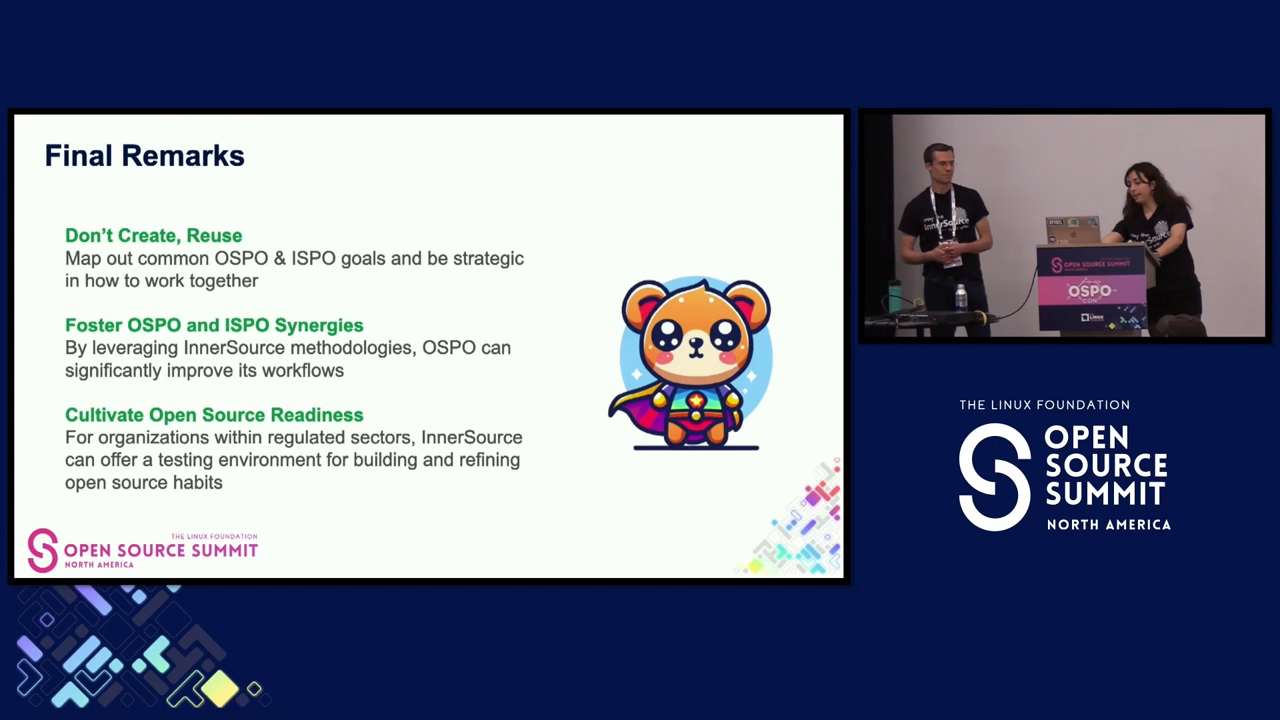 Final Remarks
Don't Create, Reuse
Map out common OSPO & ISPO goals and be strategic
in how to work together
Foster OSPO and ISPO Synergies
By leveraging InnerSource methodologies, OSPO can
significantly improve its workflows
Cultivate Open Source Readiness
For organizations within regulated sectors, InnerSource
can offer a testing environment for building and refining
open source habits
THE LINUX FOUNDATION
OPEN SOURCE SUMMIT
NORTH AMERICA
InnerSource
OPEN SOURCE SUMMIT
OSPO
CON
LINUX
THE LINUX FOUNDATION
OPEN
SOURCE
SUMMIT
NORTH AMERICA